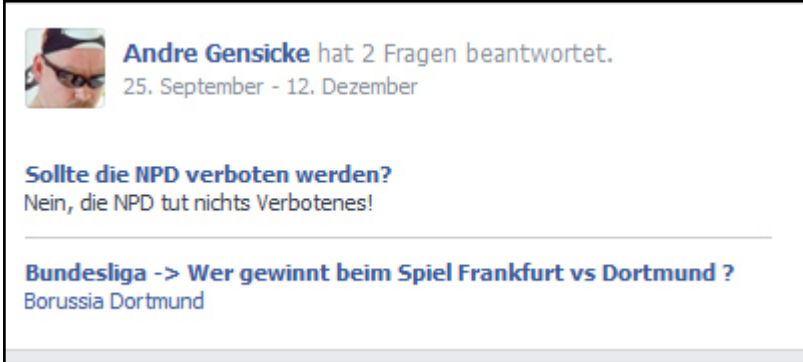 Andre Gensicke hat 2 Fragen beantwortet.
25. September - 12. Dezember
Sollte die NPD verboten werden?
Nein, die NPD tut nichts Verbotenes!
Bundesliga -> Wer gewinnt beim Spiel Frankfurt vs Dortmund ?
Borussia Dortmund